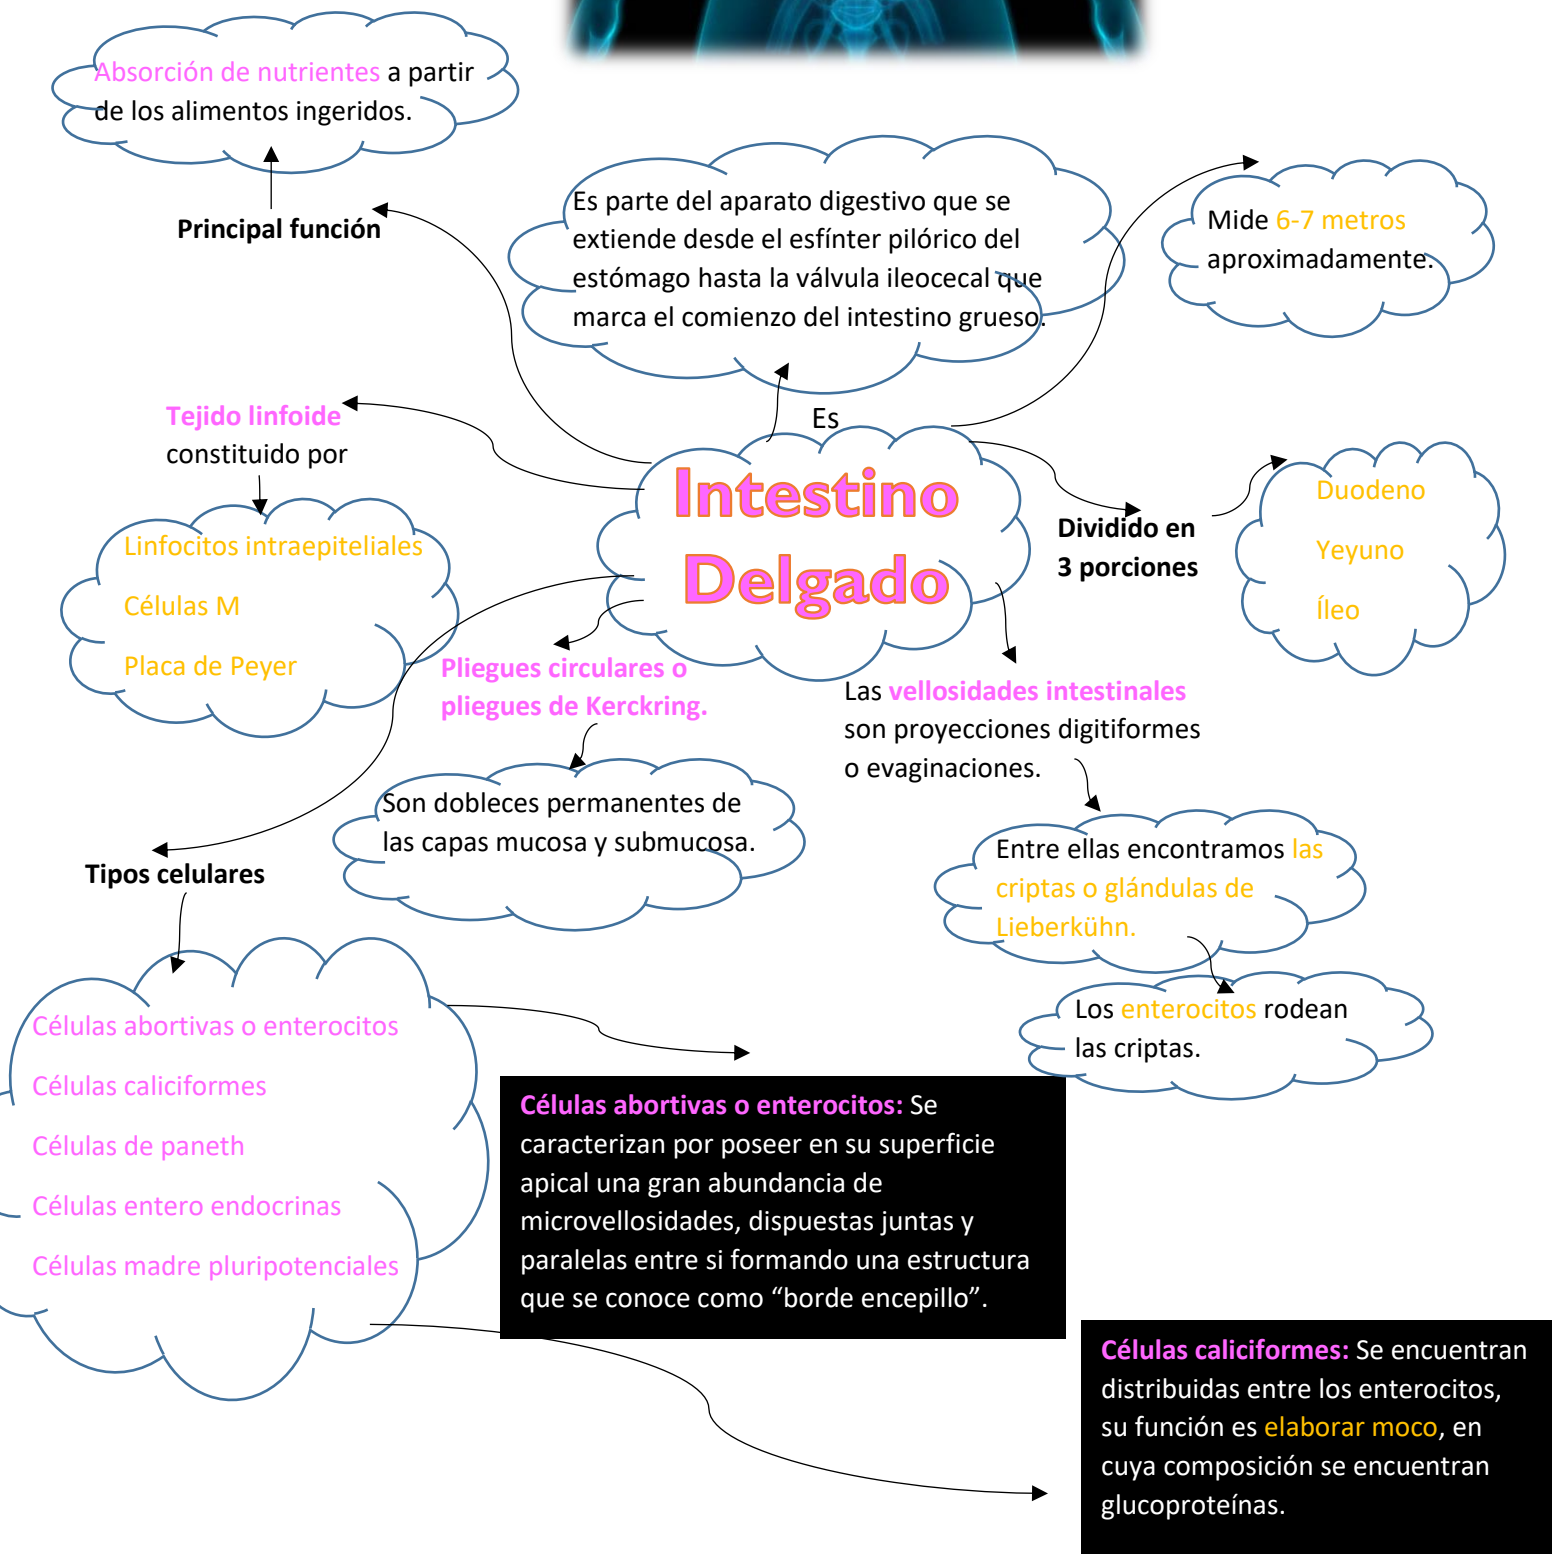 Absorción de nutrientes a partir
de los alimentos ingeridos.
Principal función
Es parte del aparato digestivo que se
extiende desde el esfínter pilórico del
estómago hasta la válvula ileocecal que
marca el comienzo del intestino grueso.
Mide 6-7 metros
aproximadamente.
Es
Tejido linfoide
constituido por
Linfocitos intraepiteliales
Células M
Placa de Peyer
Intestino
Delgado
Dividido en
3 porciones
Duodeno
Yeyuno
Íleo
Pliegues circulares o
pliegues de Kerckring.
Son dobleces permanentes de
las capas mucosa y submucosa.
Las vellosidades intestinales
son proyecciones digitiformes
o evaginaciones.
Entre ellas encontramos las
criptas o glándulas de
Lieberkühn.
Los enterocitos rodean
las criptas.
Tipos celulares
Células abortivas o enterocitos
Células caliciformes
Células de paneth
Células entero endocrinas
Células madre pluripotenciales
Células abortivas o enterocitos: Se
caracterizan por poseer en su superficie
apical una gran abundancia de
microvellosidades, dispuestas juntas y
paralelas entre si formando una estructura
que se conoce como “borde encepillo”.
Células caliciformes: Se encuentran
distribuidas entre los enterocitos,
su función es elaborar moco, en
cuya composición se encuentran
glucoproteínas.